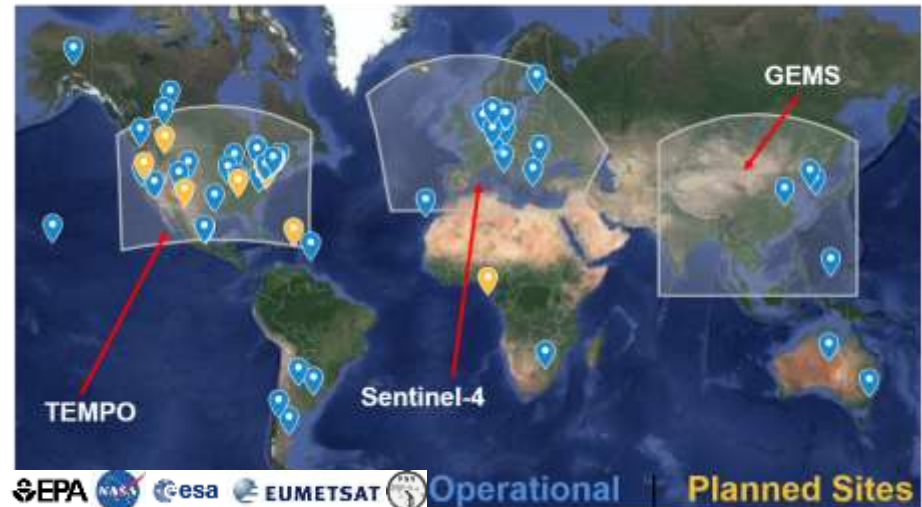 GEMS
Sentinel-4
TEMPO
EPA NASA esa EUMETSAT Operational Planned Sites